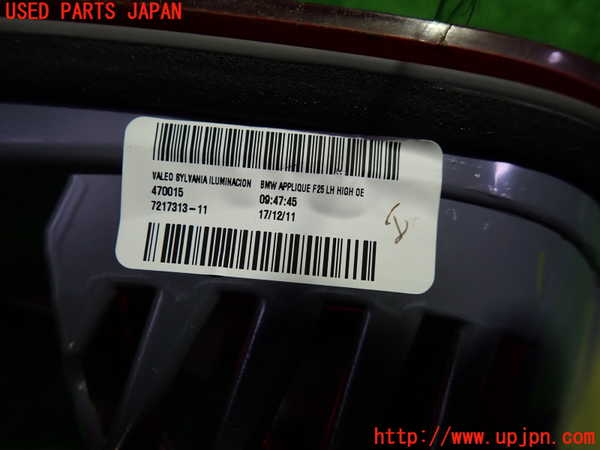 USED PARTS JAPAN
VALEO SYLVANIA ILUMINACION BMW APPLIQUE F25 LH HIGH OE
470015 09:47:45
7217313-11 17/12/11
http://www.upjpn.com/